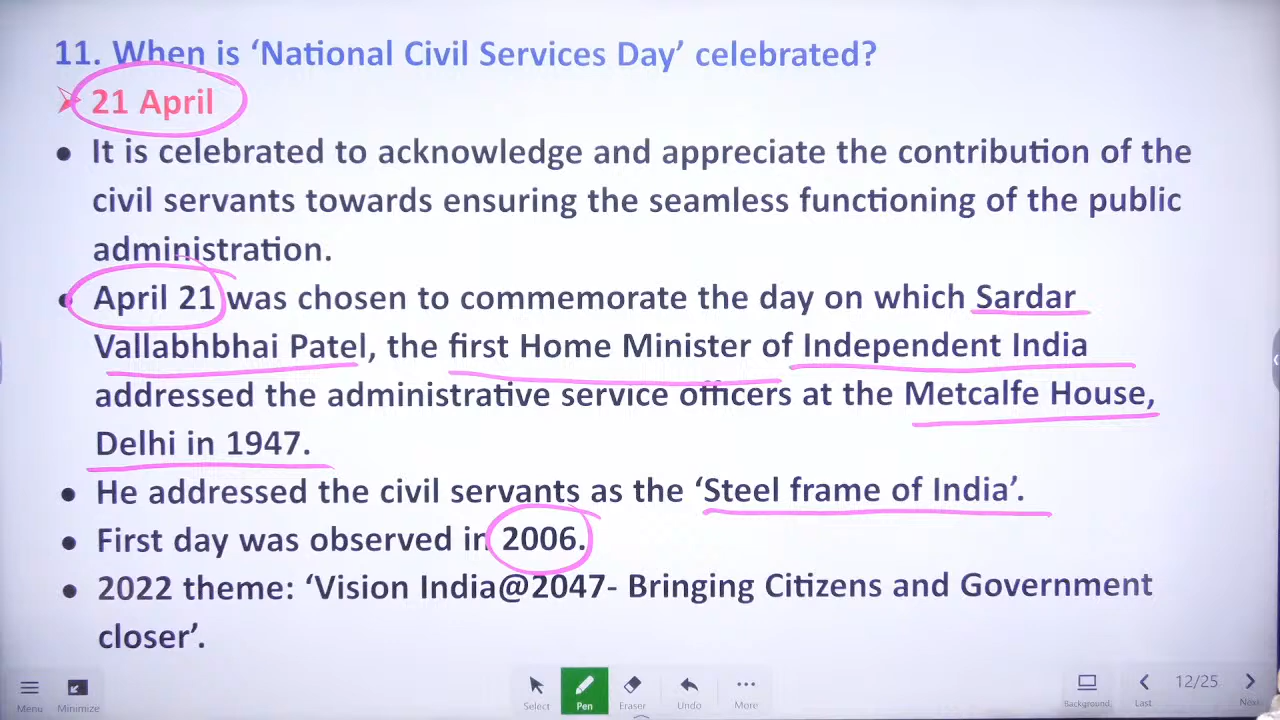 11. When is ‘National Civil Services Day’ celebrated?
➢ 21 April
• It is celebrated to acknowledge and appreciate the contribution of the
civil servants towards ensuring the seamless functioning of the public
administration.
• April 21 was chosen to commemorate the day on which Sardar
Vallabhbhai Patel, the first Home Minister of Independent India
addressed the administrative service officers at the Metcalfe House,
Delhi in 1947.
• He addressed the civil servants as the ‘Steel frame of India’.
• First day was observed in 2006.
• 2022 theme: ‘Vision India@2047- Bringing Citizens and Government
closer’.
Menu Minimize Select Pen Eraser Undo More Background Last 12/25 Next